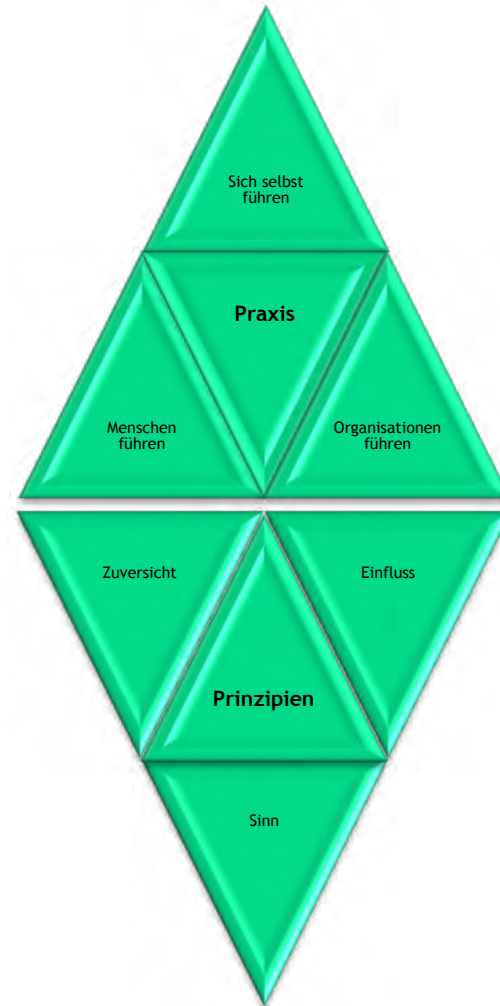 Sich selbst
führen
Praxis
Menschen
führen
Organisationen
führen
Zuversicht
Einfluss
Prinzipien
Sinn